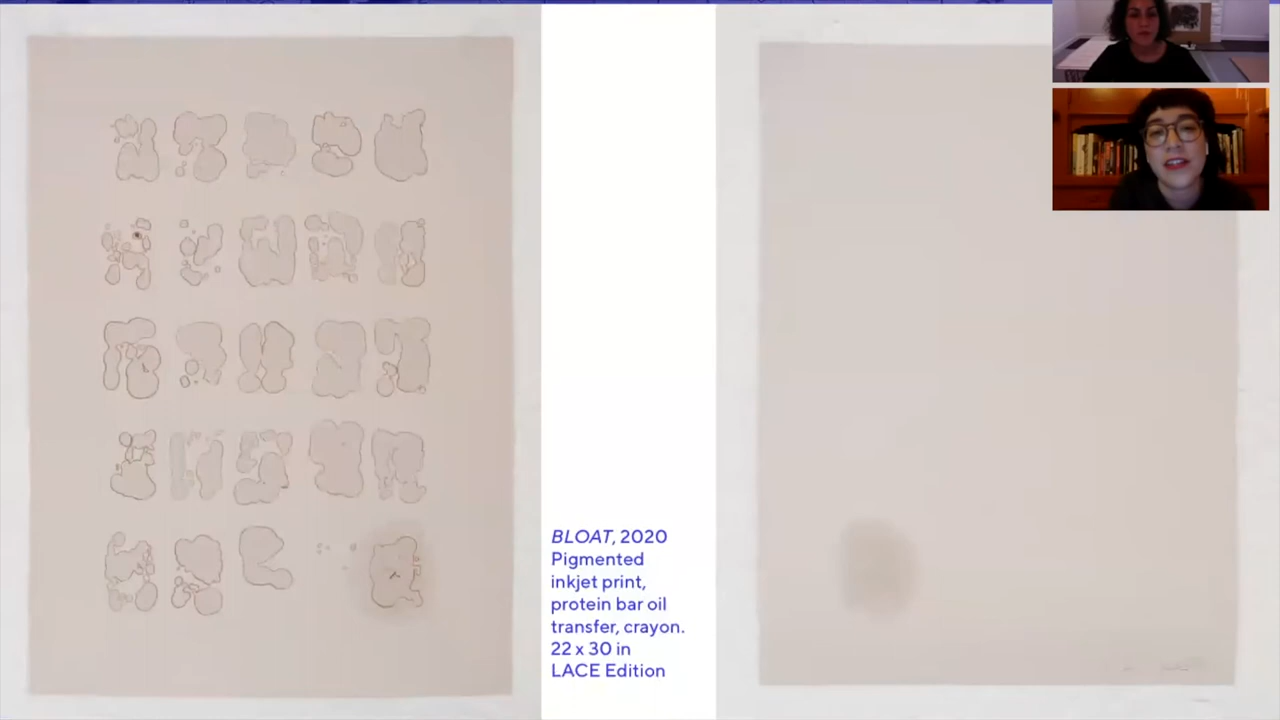 BLOAT, 2020
Pigmented
inkjet print,
protein bar oil
transfer, crayon.
22 x 30 in
LACE Edition